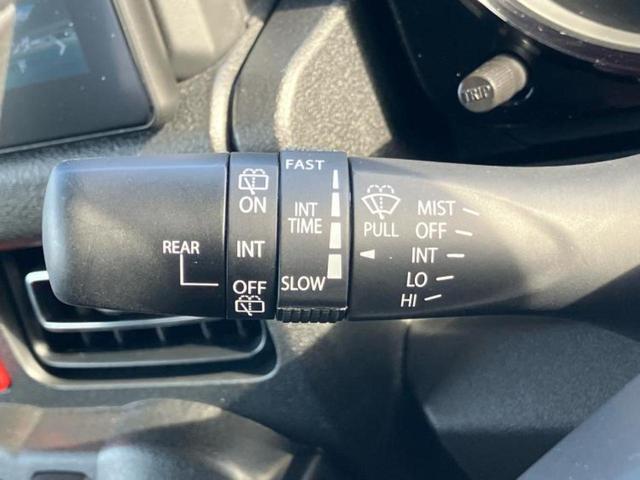 TRIP
REAR
ON
INT
OFF
FAST
INT
TIME
SLOW
PULL
MIST
OFF
INT
LO
HI